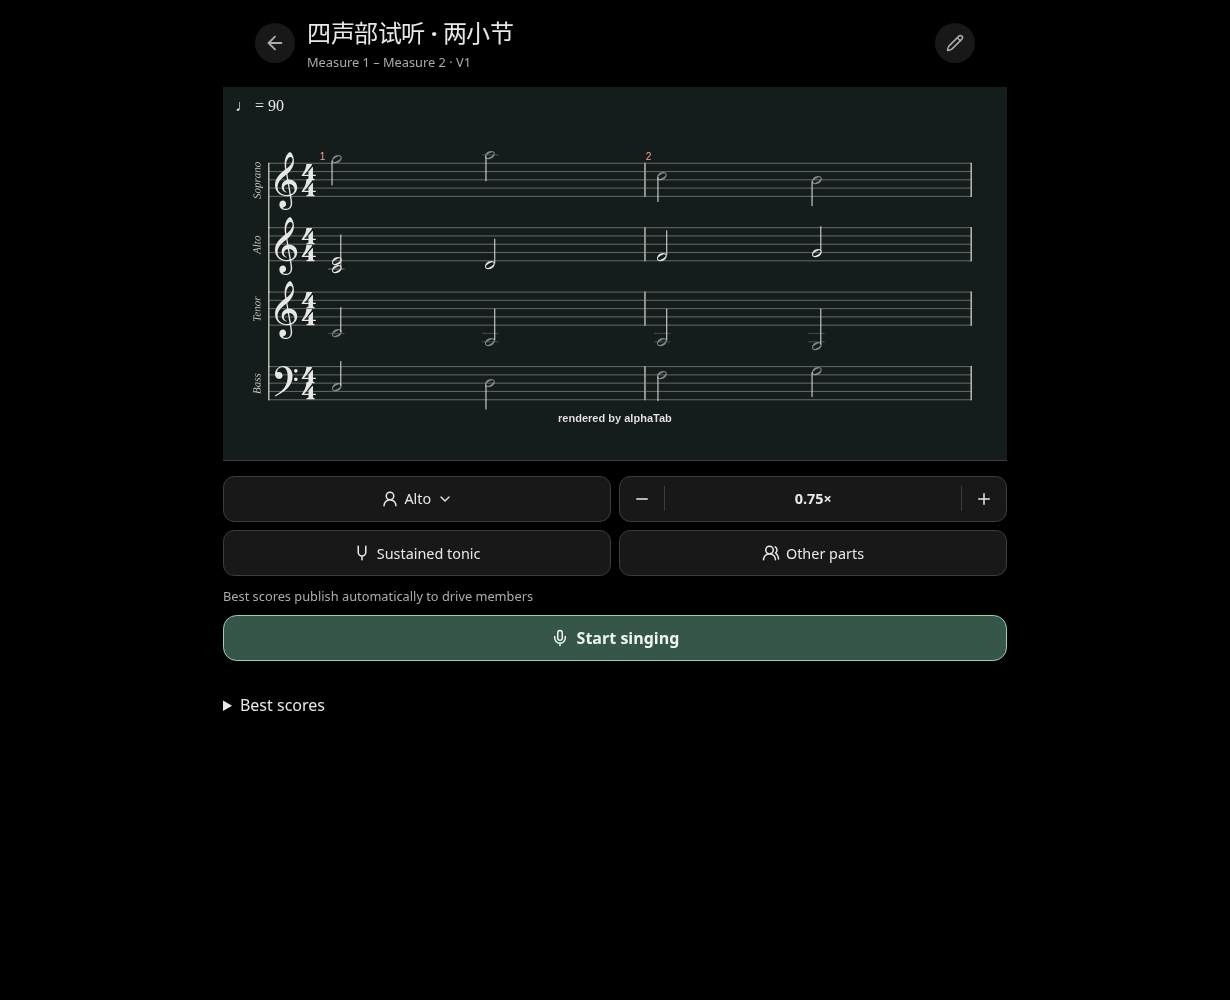 四声部试听 · 两小节
Measure 1 – Measure 2 · V1
♩ = 90
1
2
Soprano
Alto
Tenor
Bass
rendered by alphaTab
Alto
0.75×
Sustained tonic
Other parts
Best scores publish automatically to drive members
Start singing
Best scores